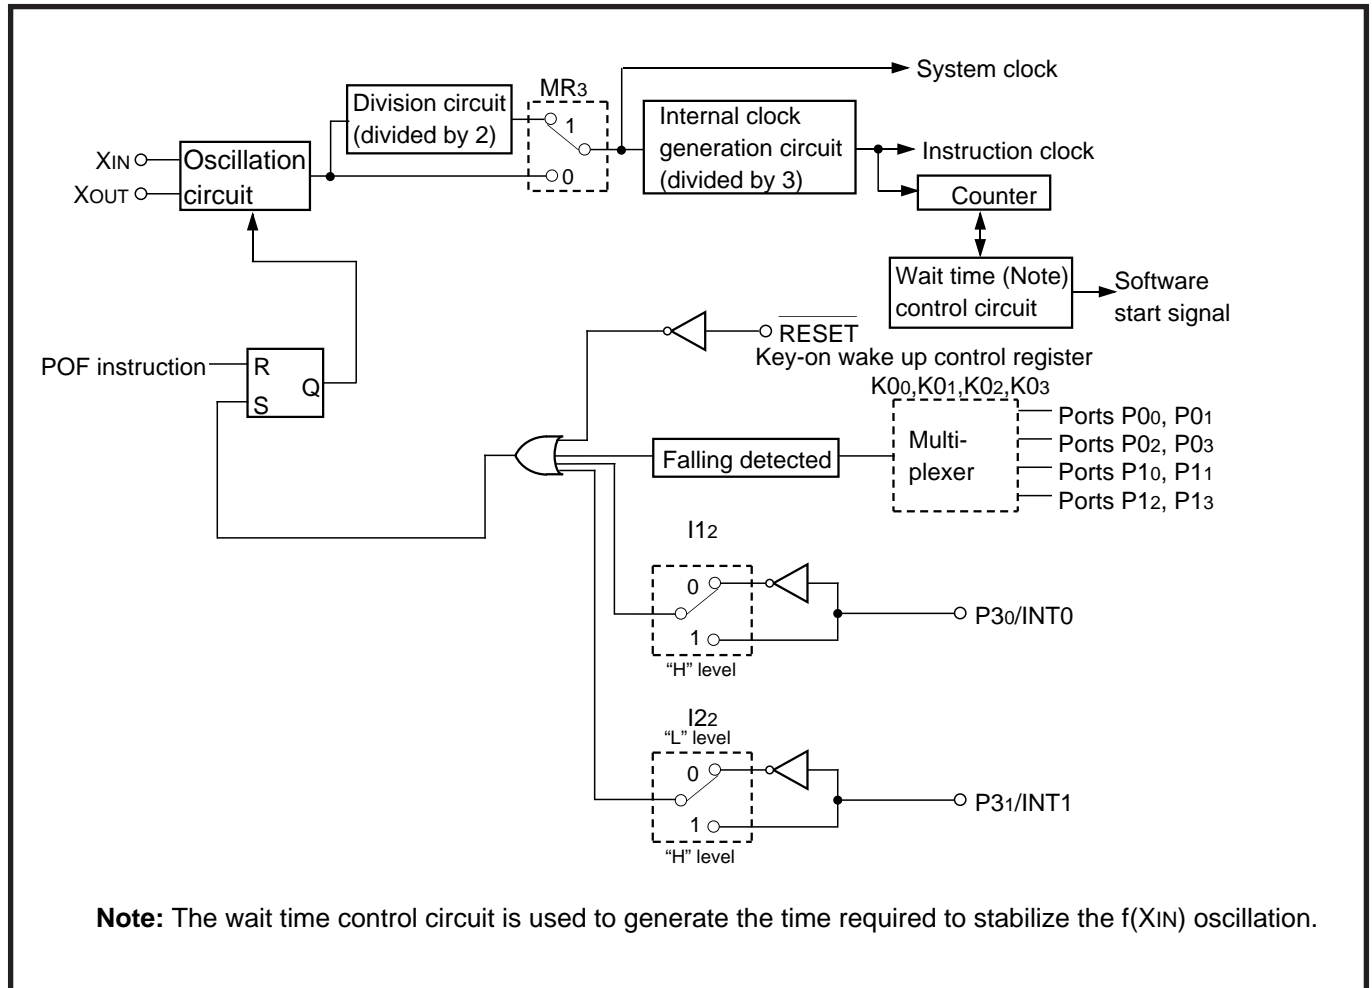 System clock
MR3
Division circuit
(divided by 2)
1
0
Internal clock
generation circuit
(divided by 3)
Instruction clock
XIN
XOUT
Oscillation
circuit
Counter
Wait time (Note)
control circuit
Software
start signal
RESET
Key-on wake up control register
K00,K01,K02,K03
POF instruction
R
S
Q
Falling detected
Multi-
plexer
Ports P00, P01
Ports P02, P03
Ports P10, P11
Ports P12, P13
I12
0
1
“H” level
P30/INT0
I22
“L” level
0
1
“H” level
P31/INT1
Note: The wait time control circuit is used to generate the time required to stabilize the f(XIN) oscillation.